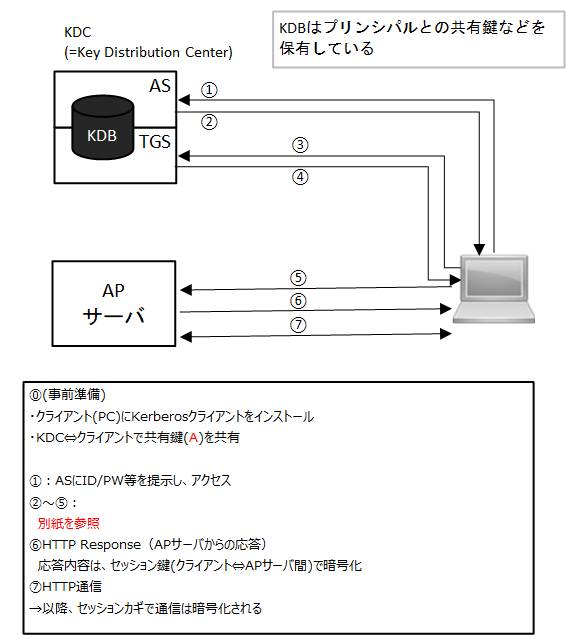 KDC
(=Key Distribution Center)
KDBはプリンシパルとの共有鍵などを
保有している
AS
KDB
TGS
①
②
③
④
AP
サーバ
⑤
⑥
⑦
⓪(事前準備)
・クライアント(PC)にKerberosクライアントをインストール
・KDC⇔クライアントで共有鍵(A)を共有
①：ASにID/PW等を提示し、アクセス
②～⑤：
別紙を参照
⑥HTTP Response（APサーバからの応答）
応答内容は、セッション鍵(クライアント⇔APサーバ間)で暗号化
⑦HTTP通信
→以降、セッションカギで通信は暗号化される